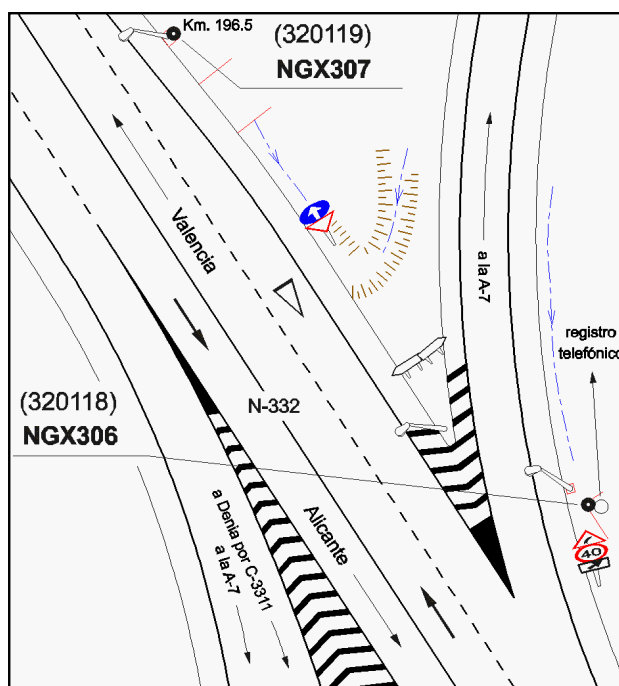 Km. 196.5
(320119)
NGX307
Valencia
a la A-7
registro
telefónico
(320118)
NGX306
N-332
a Denia por C-3311
a la A-7
Alicante
40